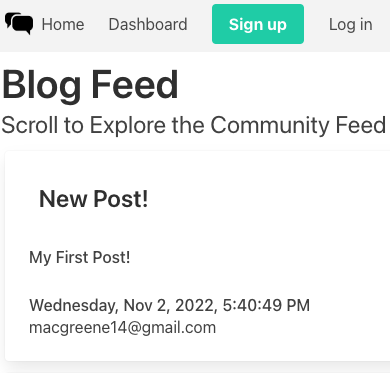 Home Dashboard Sign up Log in
Blog Feed
Scroll to Explore the Community Feed
New Post!
My First Post!
Wednesday, Nov 2, 2022, 5:40:49 PM
macgreene14@gmail.com